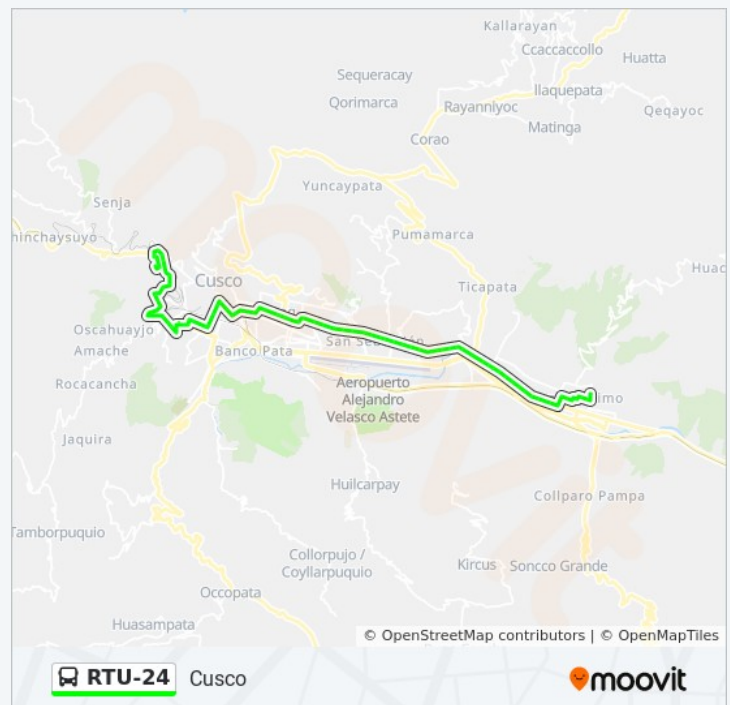 Kallarayan
Ccaccaccollo
Huatta
Sequeracay
Qorimarca
Illaquepata
Rayanniyoc
Qeqayoc
Matinga
Corao
Yuncaypata
Senja
Pumamarca
hinchaysuyo
Huac
Cusco
Ticapata
Oscahuayjo
San Sebastián
Amache
Banco Pata
Rocacancha
Aeropuerto
Alejandro
Velasco Astete
imo
Jaquira
Huilcarpay
Collparo Pampa
Tamborpuquio
Collorpujo /
Coyllarpuquio
Kircus
Soncco Grande
Occopata
Huasampata
© OpenStreetMap contributors | © OpenMapTiles
RTU-24 Cusco
moovit